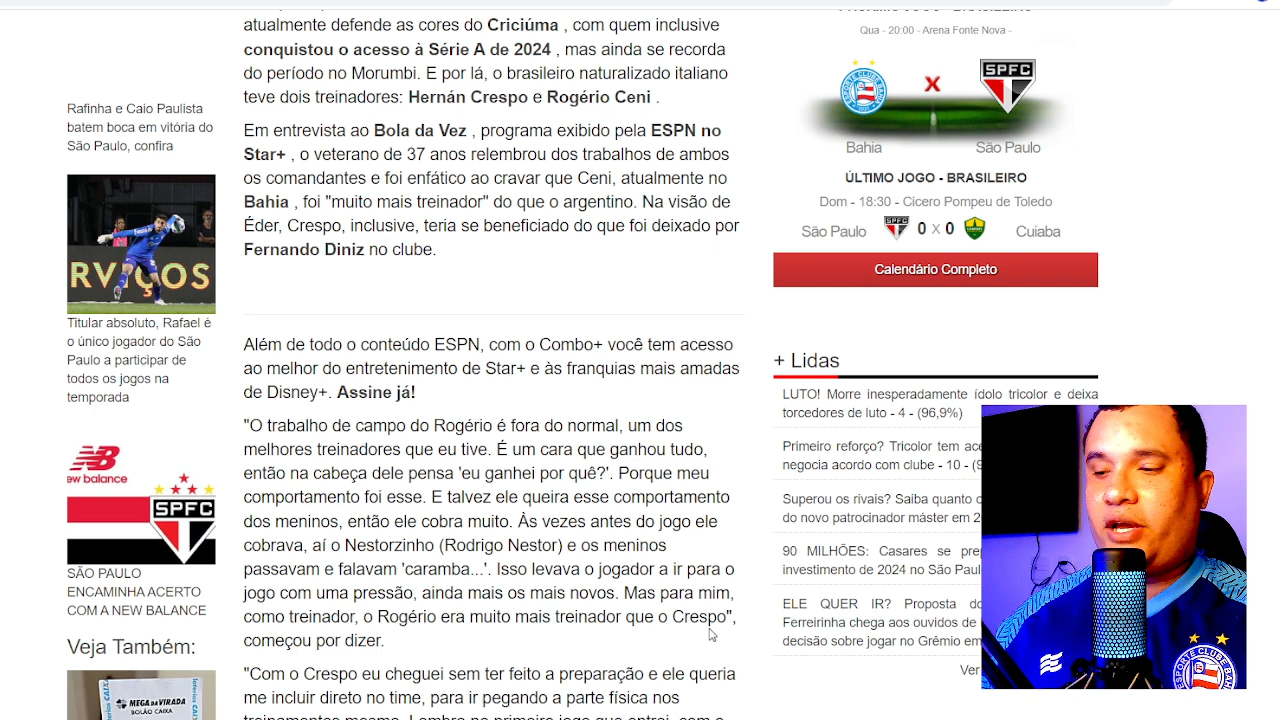 atualmente defende as cores do Criciúma , com quem inclusive
conquistou o acesso à Série A de 2024 , mas ainda se recorda
do período no Morumbi. E por lá, o brasileiro naturalizado italiano
teve dois treinadores: Hernán Crespo e Rogério Ceni .
Em entrevista ao Bola da Vez , programa exibido pela ESPN no
Star+ , o veterano de 37 anos relembrou dos trabalhos de ambos
os comandantes e foi enfático ao cravar que Ceni, atualmente no
Bahia , foi "muito mais treinador" do que o argentino. Na visão de
Éder, Crespo, inclusive, teria se beneficiado do que foi deixado por
Fernando Diniz no clube.
Além de todo o conteúdo ESPN, com o Combo+ você tem acesso
ao melhor do entretenimento de Star+ e às franquias mais amadas
de Disney+. Assine já!
"O trabalho de campo do Rogério é fora do normal, um dos
melhores treinadores que eu tive. É um cara que ganhou tudo,
então na cabeça dele pensa 'eu ganhei por quê?'. Porque meu
comportamento foi esse. E talvez ele queira esse comportamento
dos meninos, então ele cobra muito. Às vezes antes do jogo ele
cobrava, aí o Nestorzinho (Rodrigo Nestor) e os meninos
passavam e falavam 'caramba...'. Isso levava o jogador a ir para o
jogo com uma pressão, ainda mais os mais novos. Mas para mim,
como treinador, o Rogério era muito mais treinador que o Crespo",
começou por dizer.
"Com o Crespo eu cheguei sem ter feito a preparação e ele queria
me incluir direto no time, para ir pegando a parte física nos
Rafinha e Caio Paulista
batem boca em vitória do
São Paulo, confira
RVIÇOS
Titular absoluto, Rafael é
o único jogador do São
Paulo a participar de
todos os jogos na
temporada
new balance
SPFC
SÃO PAULO
ENCAMINHA ACERTO
COM A NEW BALANCE
Veja Também:
MEGA DA VIRADA
BOLÃO CAIXA
Qua - 20:00 - Arena Fonte Nova -
X
SPFC
Bahia
São Paulo
ÚLTIMO JOGO - BRASILEIRO
Dom - 18:30 - Cicero Pompeu de Toledo
São Paulo SPFC 0 X 0 Cuiaba
Calendário Completo
+ Lidas
LUTO! Morre inesperadamente ídolo tricolor e deixa
torcedores de luto - 4 - (96,9%)
Primeiro reforço? Tricolor tem
negocia acordo com clube - 10 -
Superou os rivais? Saiba quanto
do novo patrocinador máster em
90 MILHÕES: Casares se
investimento de 2024 no São
ELE QUER IR? Proposta
Ferreirinha chega aos ouvidos
decisão sobre jogar no Grêmio
Ver